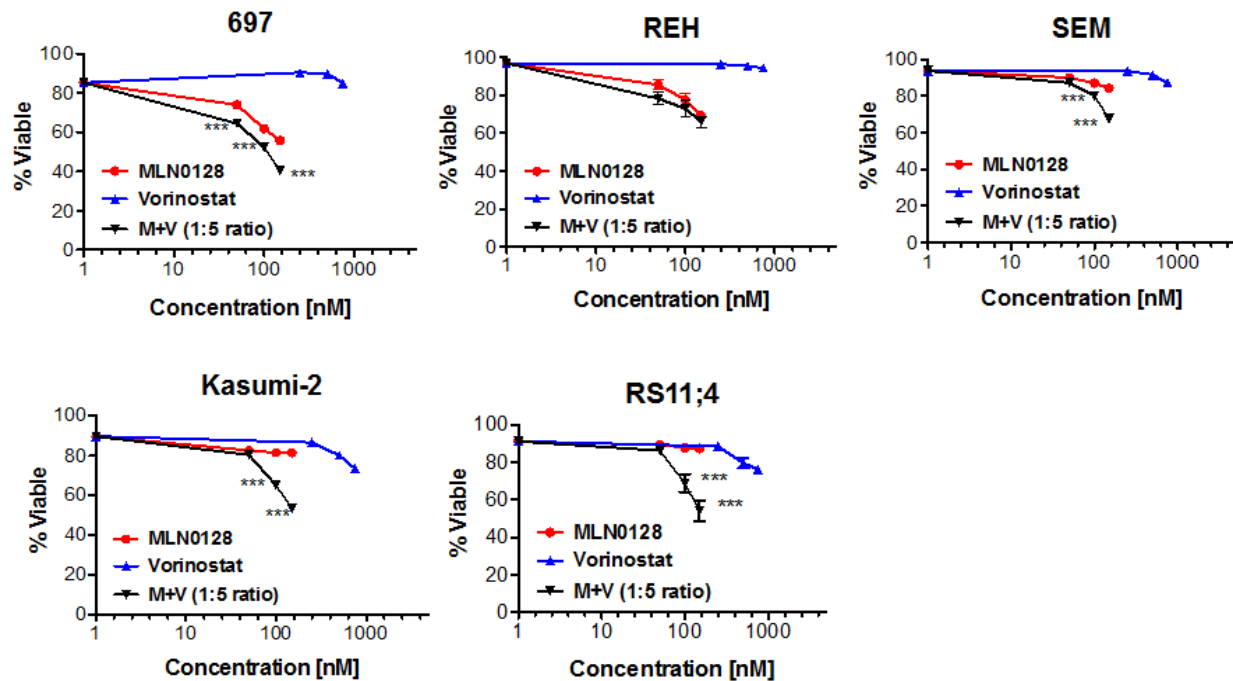 697
% Viable
100
80
60
40
20
0
***
***
***
MLN0128
Vorinostat
M+V (1:5 ratio)
1
10
100
1000
Concentration [nM]
REH
% Viable
100
80
60
40
20
0
MLN0128
Vorinostat
M+V (1:5 ratio)
1
10
100
1000
Concentration [nM]
SEM
% Viable
100
80
60
40
20
0
***
***
MLN0128
Vorinostat
M+V (1:5 ratio)
1
10
100
1000
Concentration [nM]
Kasumi-2
% Viable
100
80
60
40
20
0
***
***
MLN0128
Vorinostat
M+V (1:5 ratio)
1
10
100
1000
Concentration [nM]
RS11;4
% Viable
100
80
60
40
20
0
***
***
MLN0128
Vorinostat
M+V (1:5 ratio)
1
10
100
1000
Concentration [nM]